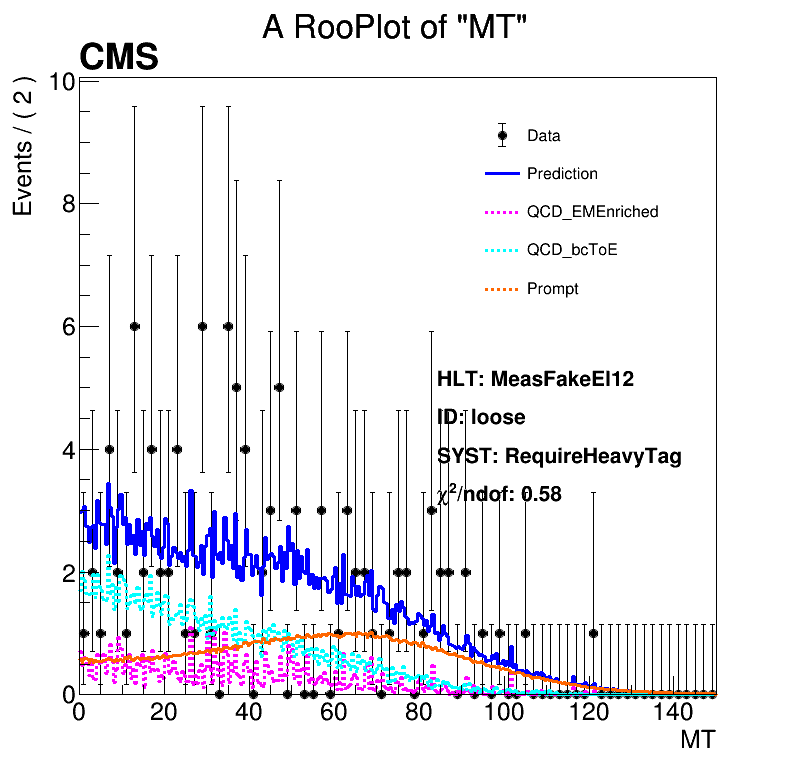 A RooPlot of "MT"
CMS
Events / ( 2 )
10
8
6
4
2
0
Data
Prediction
QCD_EMEnriched
QCD_bcToE
Prompt
HLT: MeasFakeEl12
ID: loose
SYST: RequireHeavyTag
χ²/ndof: 0.58
0 20 40 60 80 100 120 140
MT